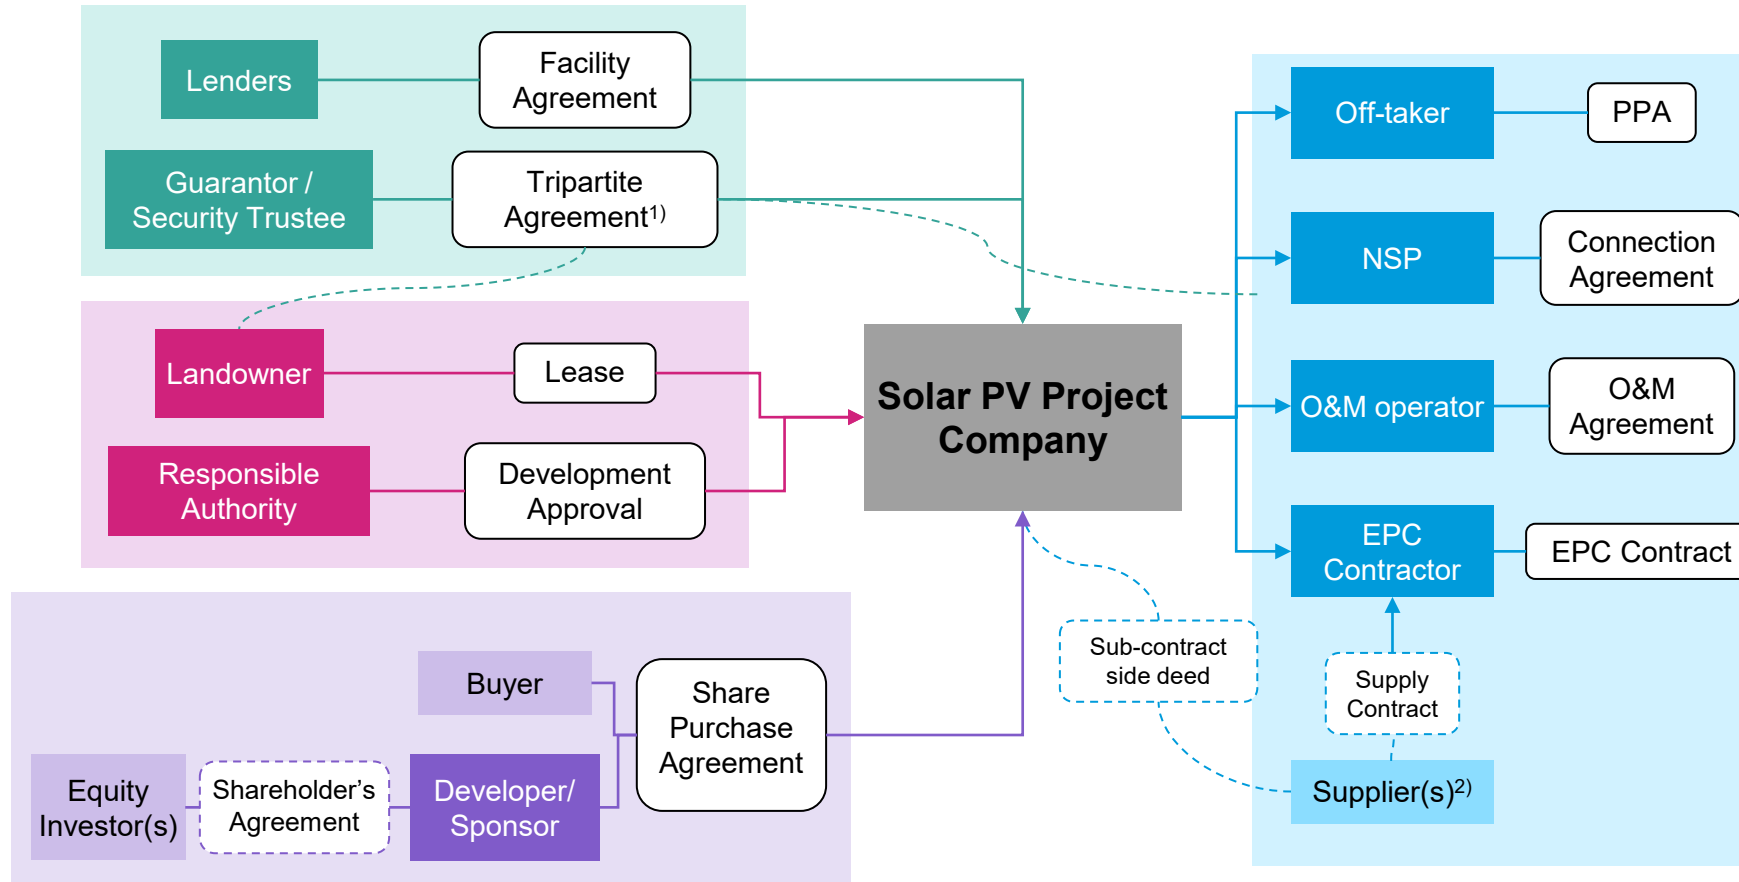 Lenders
Facility
Agreement
Guarantor /
Security Trustee
Tripartite
Agreement1)
Landowner
Lease
Responsible
Authority
Development
Approval
Solar PV Project
Company
Off-taker
PPA
NSP
Connection
Agreement
O&M operator
O&M
Agreement
EPC
Contractor
EPC Contract
Sub-contract
side deed
Supply
Contract
Supplier(s)2)
Buyer
Share
Purchase
Agreement
Equity
Investor(s)
Shareholder’s
Agreement
Developer/
Sponsor